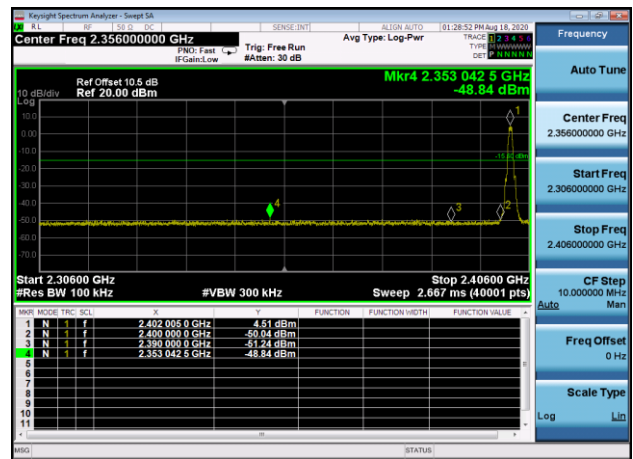 Keysight Spectrum Analyzer - Swept SA
RL RF 50 Ω DC SENSE:INT ALIGN AUTO 01:28:52 PM Aug 18, 2020
Center Freq 2.356000000 GHz
PNO: Fast
IFGain:Low
Trig: Free Run
#Atten: 30 dB
Avg Type: Log-Pwr
TRACE 1 2 3 4 5 6
TYPE M WWWWW
DET P N N N N N
Ref Offset 10.5 dB
Ref 20.00 dBm
10 dB/div
Log
Mkr4 2.353 042 5 GHz
-48.84 dBm
10.0
0.00
-10.0
-20.0
-30.0
-40.0
-50.0
-60.0
-70.0
1
4
3
2
Start 2.30600 GHz
Stop 2.40600 GHz
#Res BW 100 kHz
#VBW 300 kHz
Sweep 2.667 ms (40001 pts)
MKR MODE TRC SCL X Y FUNCTION FUNCTION WIDTH FUNCTION VALUE
1 N 1 f 2.402 005 0 GHz 4.51 dBm
2 N 1 f 2.400 000 0 GHz -50.04 dBm
3 N 1 f 2.390 000 0 GHz -51.24 dBm
4 N 1 f 2.353 042 5 GHz -48.84 dBm
5
6
7
8
9
10
11
MSG
STATUS
Frequency
Auto Tune
Center Freq
2.356000000 GHz
Start Freq
2.306000000 GHz
Stop Freq
2.406000000 GHz
CF Step
10.000000 MHz
Auto Man
Freq Offset
0 Hz
Scale Type
Log Lin